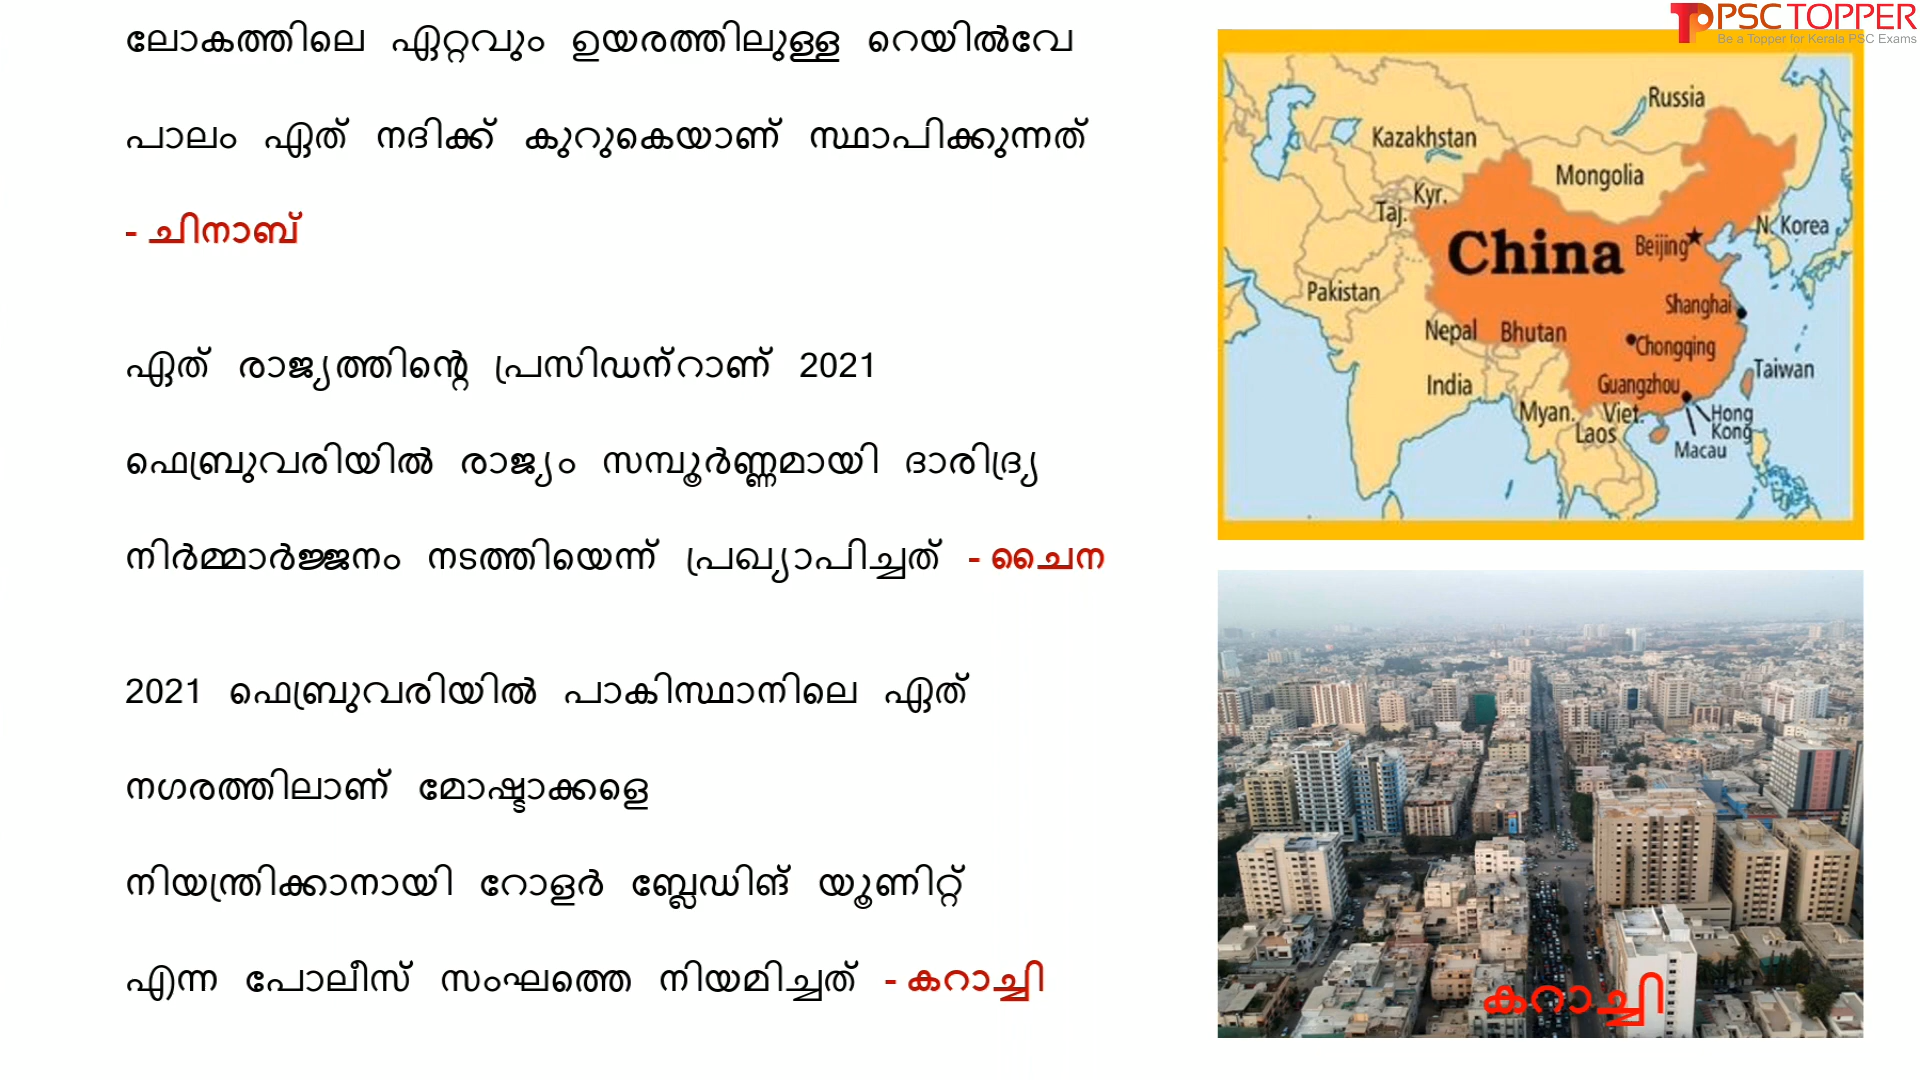 ലോകത്തിലെ ഏറ്റവും ഉയരത്തിലുള്ള റെയിൽവേ
പാലം ഏത് നദിക്ക് കുറുകെയാണ് സ്ഥാപിക്കുന്നത്
- ചിനാബ്
ഏത് രാജ്യത്തിന്റെ പ്രസിഡന്റാണ് 2021
ഫെബ്രുവരിയിൽ രാജ്യം സമ്പൂർണ്ണമായി ദാരിദ്ര്യ
നിർമ്മാർജ്ജനം നടത്തിയെന്ന് പ്രഖ്യാപിച്ചത് - ചൈന
2021 ഫെബ്രുവരിയിൽ പാകിസ്ഥാനിലെ ഏത്
നഗരത്തിലാണ് മോഷ്ടാക്കളെ
നിയന്ത്രിക്കാനായി റോളർ ബ്ലേഡിങ് യൂണിറ്റ്
എന്ന പോലീസ് സംഘത്തെ നിയമിച്ചത് - കറാച്ചി
PSC TOPPER
Be a Topper for Kerala PSC Exams
Russia
Kazakhstan
Mongolia
Kyr.
Taj.
N. Korea
China
Beijing
Pakistan
Shanghai
Nepal
Bhutan
Chongqing
Taiwan
India
Guangzhou
Myan.
Viet.
Hong
Kong
Laos
Macau
കറാച്ചി